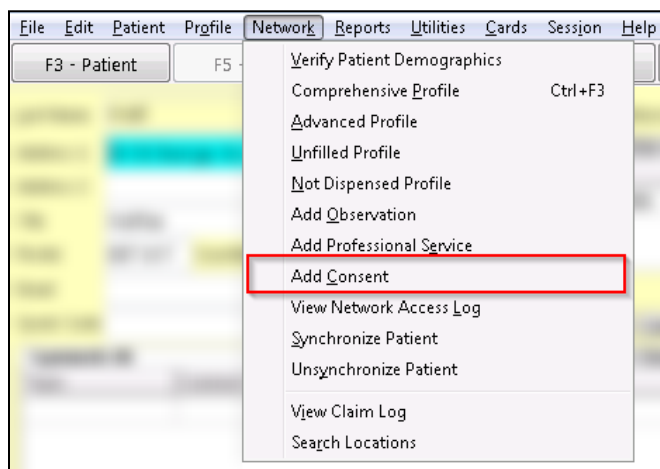 File Edit Patient Profile Network Reports Utilities Cards Session Help
F3 - Patient F5 -
Verify Patient Demographics
Comprehensive Profile Ctrl+F3
Advanced Profile
Unfilled Profile
Not Dispensed Profile
Add Observation
Add Professional Service
Add Consent
View Network Access Log
Synchronize Patient
Unsynchronize Patient
View Claim Log
Search Locations